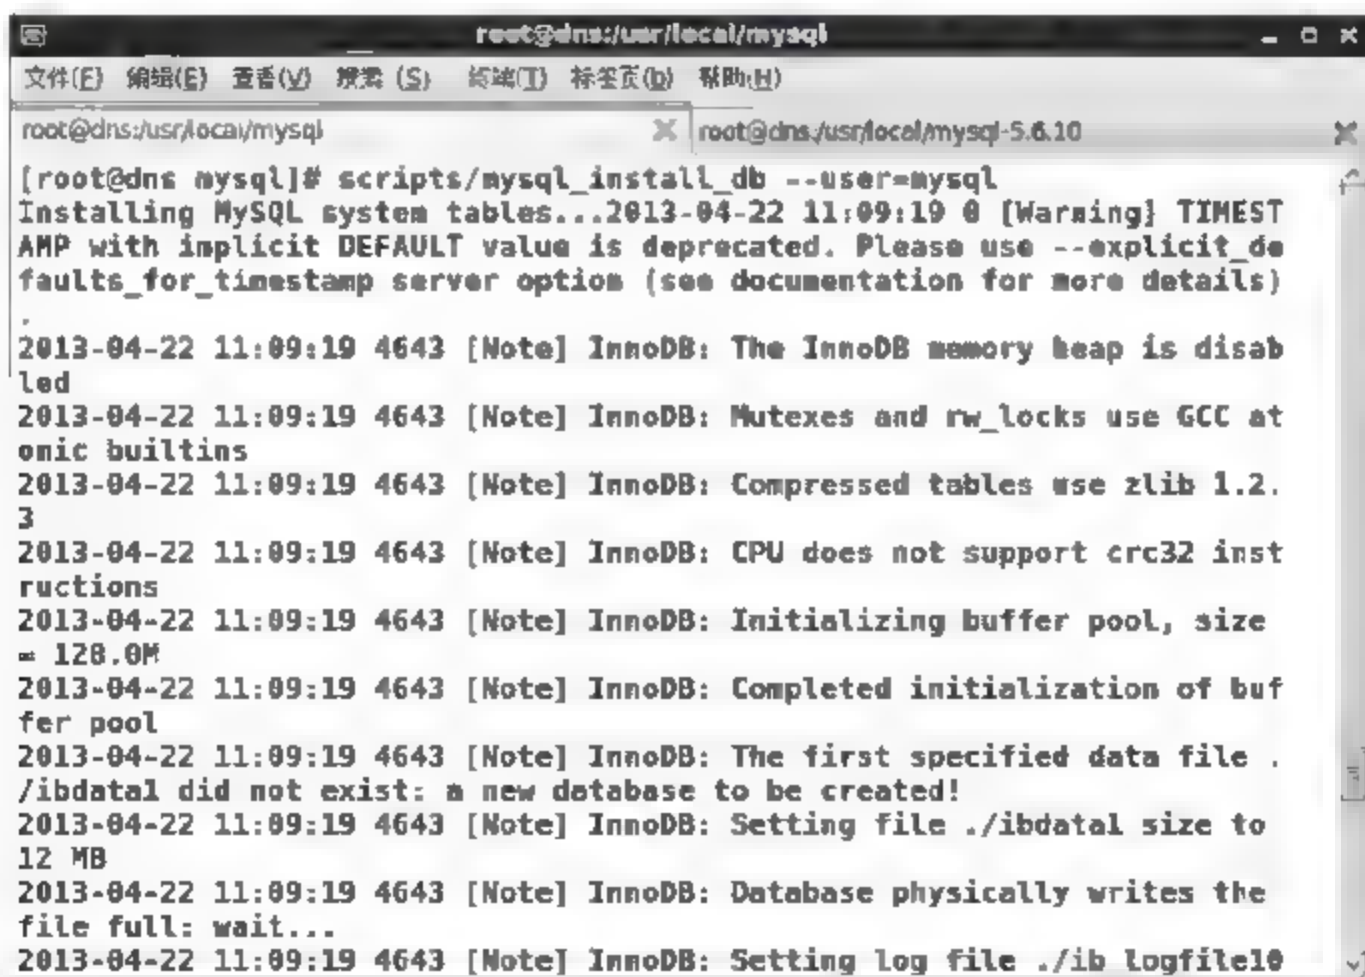 root@dns:/usr/local/mysql
文件(F) 编辑(E) 查看(V) 搜索 (S) 终端(T) 标签页(b) 帮助(H)
root@dns:/usr/local/mysql root@dns:/usr/local/mysql-5.6.10
[root@dns mysql]# scripts/mysql_install_db --user=mysql
Installing MySQL system tables...2013-04-22 11:09:19 0 [Warning] TIMEST
AMP with implicit DEFAULT value is deprecated. Please use --explicit_de
faults_for_timestamp server option (see documentation for more details)
.
2013-04-22 11:09:19 4643 [Note] InnoDB: The InnoDB memory heap is disab
led
2013-04-22 11:09:19 4643 [Note] InnoDB: Mutexes and rw_locks use GCC at
omic builtins
2013-04-22 11:09:19 4643 [Note] InnoDB: Compressed tables use zlib 1.2.
3
2013-04-22 11:09:19 4643 [Note] InnoDB: CPU does not support crc32 inst
ructions
2013-04-22 11:09:19 4643 [Note] InnoDB: Initializing buffer pool, size
= 128.0M
2013-04-22 11:09:19 4643 [Note] InnoDB: Completed initialization of buf
fer pool
2013-04-22 11:09:19 4643 [Note] InnoDB: The first specified data file .
/ibdata1 did not exist: a new database to be created!
2013-04-22 11:09:19 4643 [Note] InnoDB: Setting file ./ibdata1 size to
12 MB
2013-04-22 11:09:19 4643 [Note] InnoDB: Database physically writes the
file full: wait...
2013-04-22 11:09:19 4643 [Note] InnoDB: Setting log file ./ib_logfile10